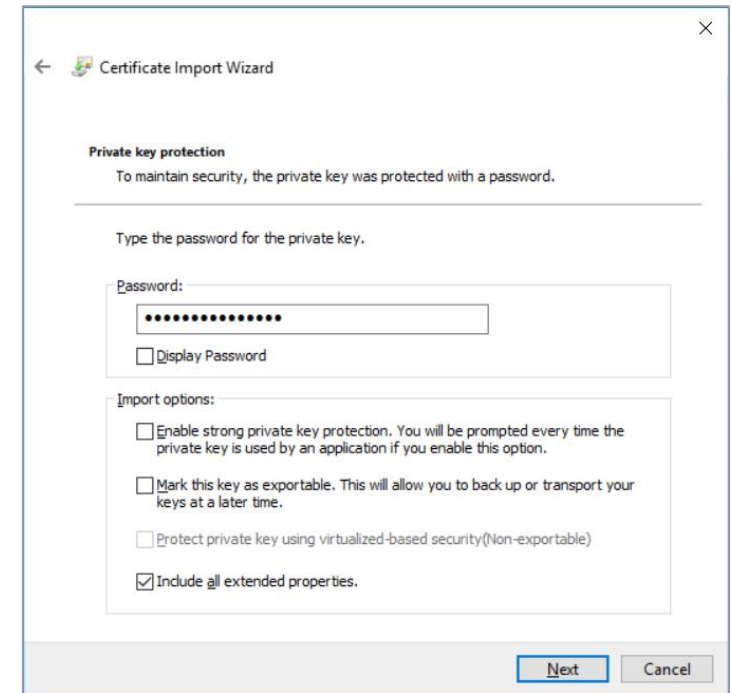 Certificate Import Wizard
Private key protection
To maintain security, the private key was protected with a password.
Type the password for the private key.
Password:
•••••••••••••••
Display Password
Import options:
Enable strong private key protection. You will be prompted every time the
private key is used by an application if you enable this option.
Mark this key as exportable. This will allow you to back up or transport your
keys at a later time.
Protect private key using virtualized-based security(Non-exportable)
Include all extended properties.
Next Cancel